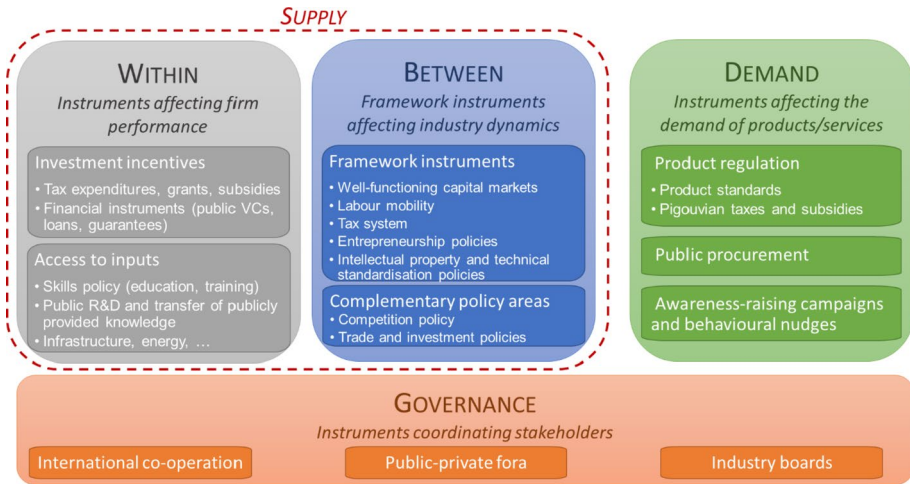 SUPPLY
WITHIN
Instruments affecting firm
performance
Investment incentives
• Tax expenditures, grants, subsidies
• Financial instruments (public VCs,
loans, guarantees)
Access to inputs
• Skills policy (education, training)
• Public R&D and transfer of publicly
provided knowledge
• Infrastructure, energy, ...
BETWEEN
Framework instruments
affecting industry dynamics
Framework instruments
• Well-functioning capital markets
• Labour mobility
• Tax system
• Entrepreneurship policies
• Intellectual property and technical
standardisation policies
Complementary policy areas
• Competition policy
• Trade and investment policies
DEMAND
Instruments affecting the
demand of products/services
Product regulation
• Product standards
• Pigouvian taxes and subsidies
Public procurement
Awareness-raising campaigns
and behavioural nudges
GOVERNANCE
Instruments coordinating stakeholders
International co-operation
Public-private fora
Industry boards